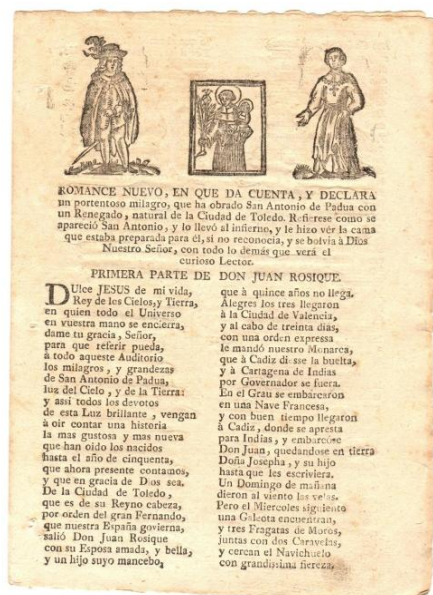 ROMANCE NUEVO, EN QUE DA CUENTA, Y DECLARA
un portentoso milagro, que ha obrado San Antonio de Padua con
un Renegado, natural de la Ciudad de Toledo. Refierese como se
apareció San Antonio, y lo llevó al infierno, y le hizo vér la cama
que estaba preparada para él, si no reconocia, y se bolvia à Dios
Nuestro Señor, con todo lo demás que verá el
curioso Lector.
PRIMERA PARTE DE DON JUAN ROSIQUE.
DUlce JESUS de mi vida,
Rey de los Cielos, y Tierra,
en quien todo el Universo
en vuestra mano se encierra,
dame tu gracia, Señor,
para que referir pueda,
à todo aqueste Auditorio
los milagros, y grandezas
de San Antonio de Padua,
luz del Cielo, y de la Tierra:
y assi todos los devotos
de esta Luz brillante, vengan
à oir contar una historia
la mas gustosa y mas nueva
que han oido los nacidos
hasta el año de cinquenta,
que ahora presente contamos,
y que en gracia de Dios sea.
De la Ciudad de Toledo,
que es de su Reyno cabeza,
por orden del gran Fernando,
que nuestra España govierna,
salió Don Juan Rosique
con su Esposa amada, y bella,
y un hijo suyo mancebo,
que à quince años no llega.
Alegres los tres llegaron
à la Ciudad de Valencia,
y al cabo de treinta dias,
con una orden expressa
le mandó nuestro Monarca,
que à Cadiz diesse la buelta,
y à Cartagena de Indias
por Governador se fuera.
En el Grau se embarcaron
en una Nave Francesa,
y con buen tiempo llegaron
à Cadiz, donde se apresta
para Indias, y embarcóse
Don Juan, quedandose en tierra
Doña Josepha, y su hijo
hasta que les escriviera.
Un Domingo de mañana
dieron al viento las velas.
Pero el Miercoles siguiente
una Galeota encuentran,
y tres Fragatas de Moros,
juntas con dos Caravelas,
y cercan el Navichuelo
con grandissima fiereza,